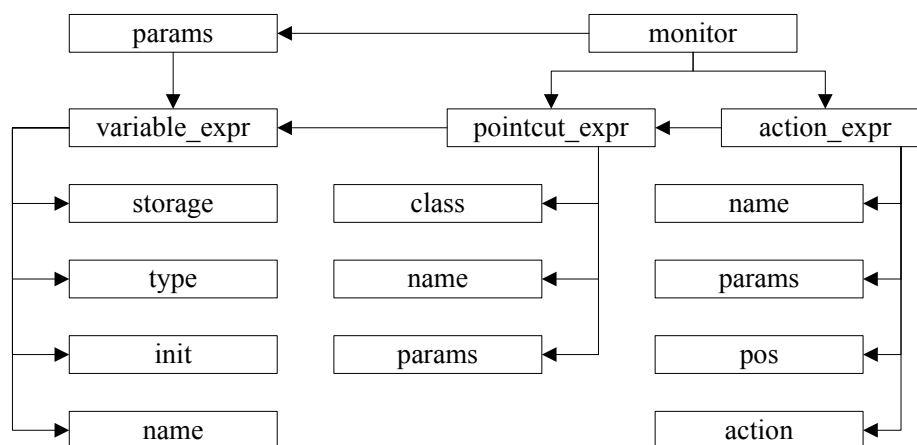 params
monitor
variable_expr
pointcut_expr
action_expr
storage
class
name
type
name
params
init
params
pos
name
action